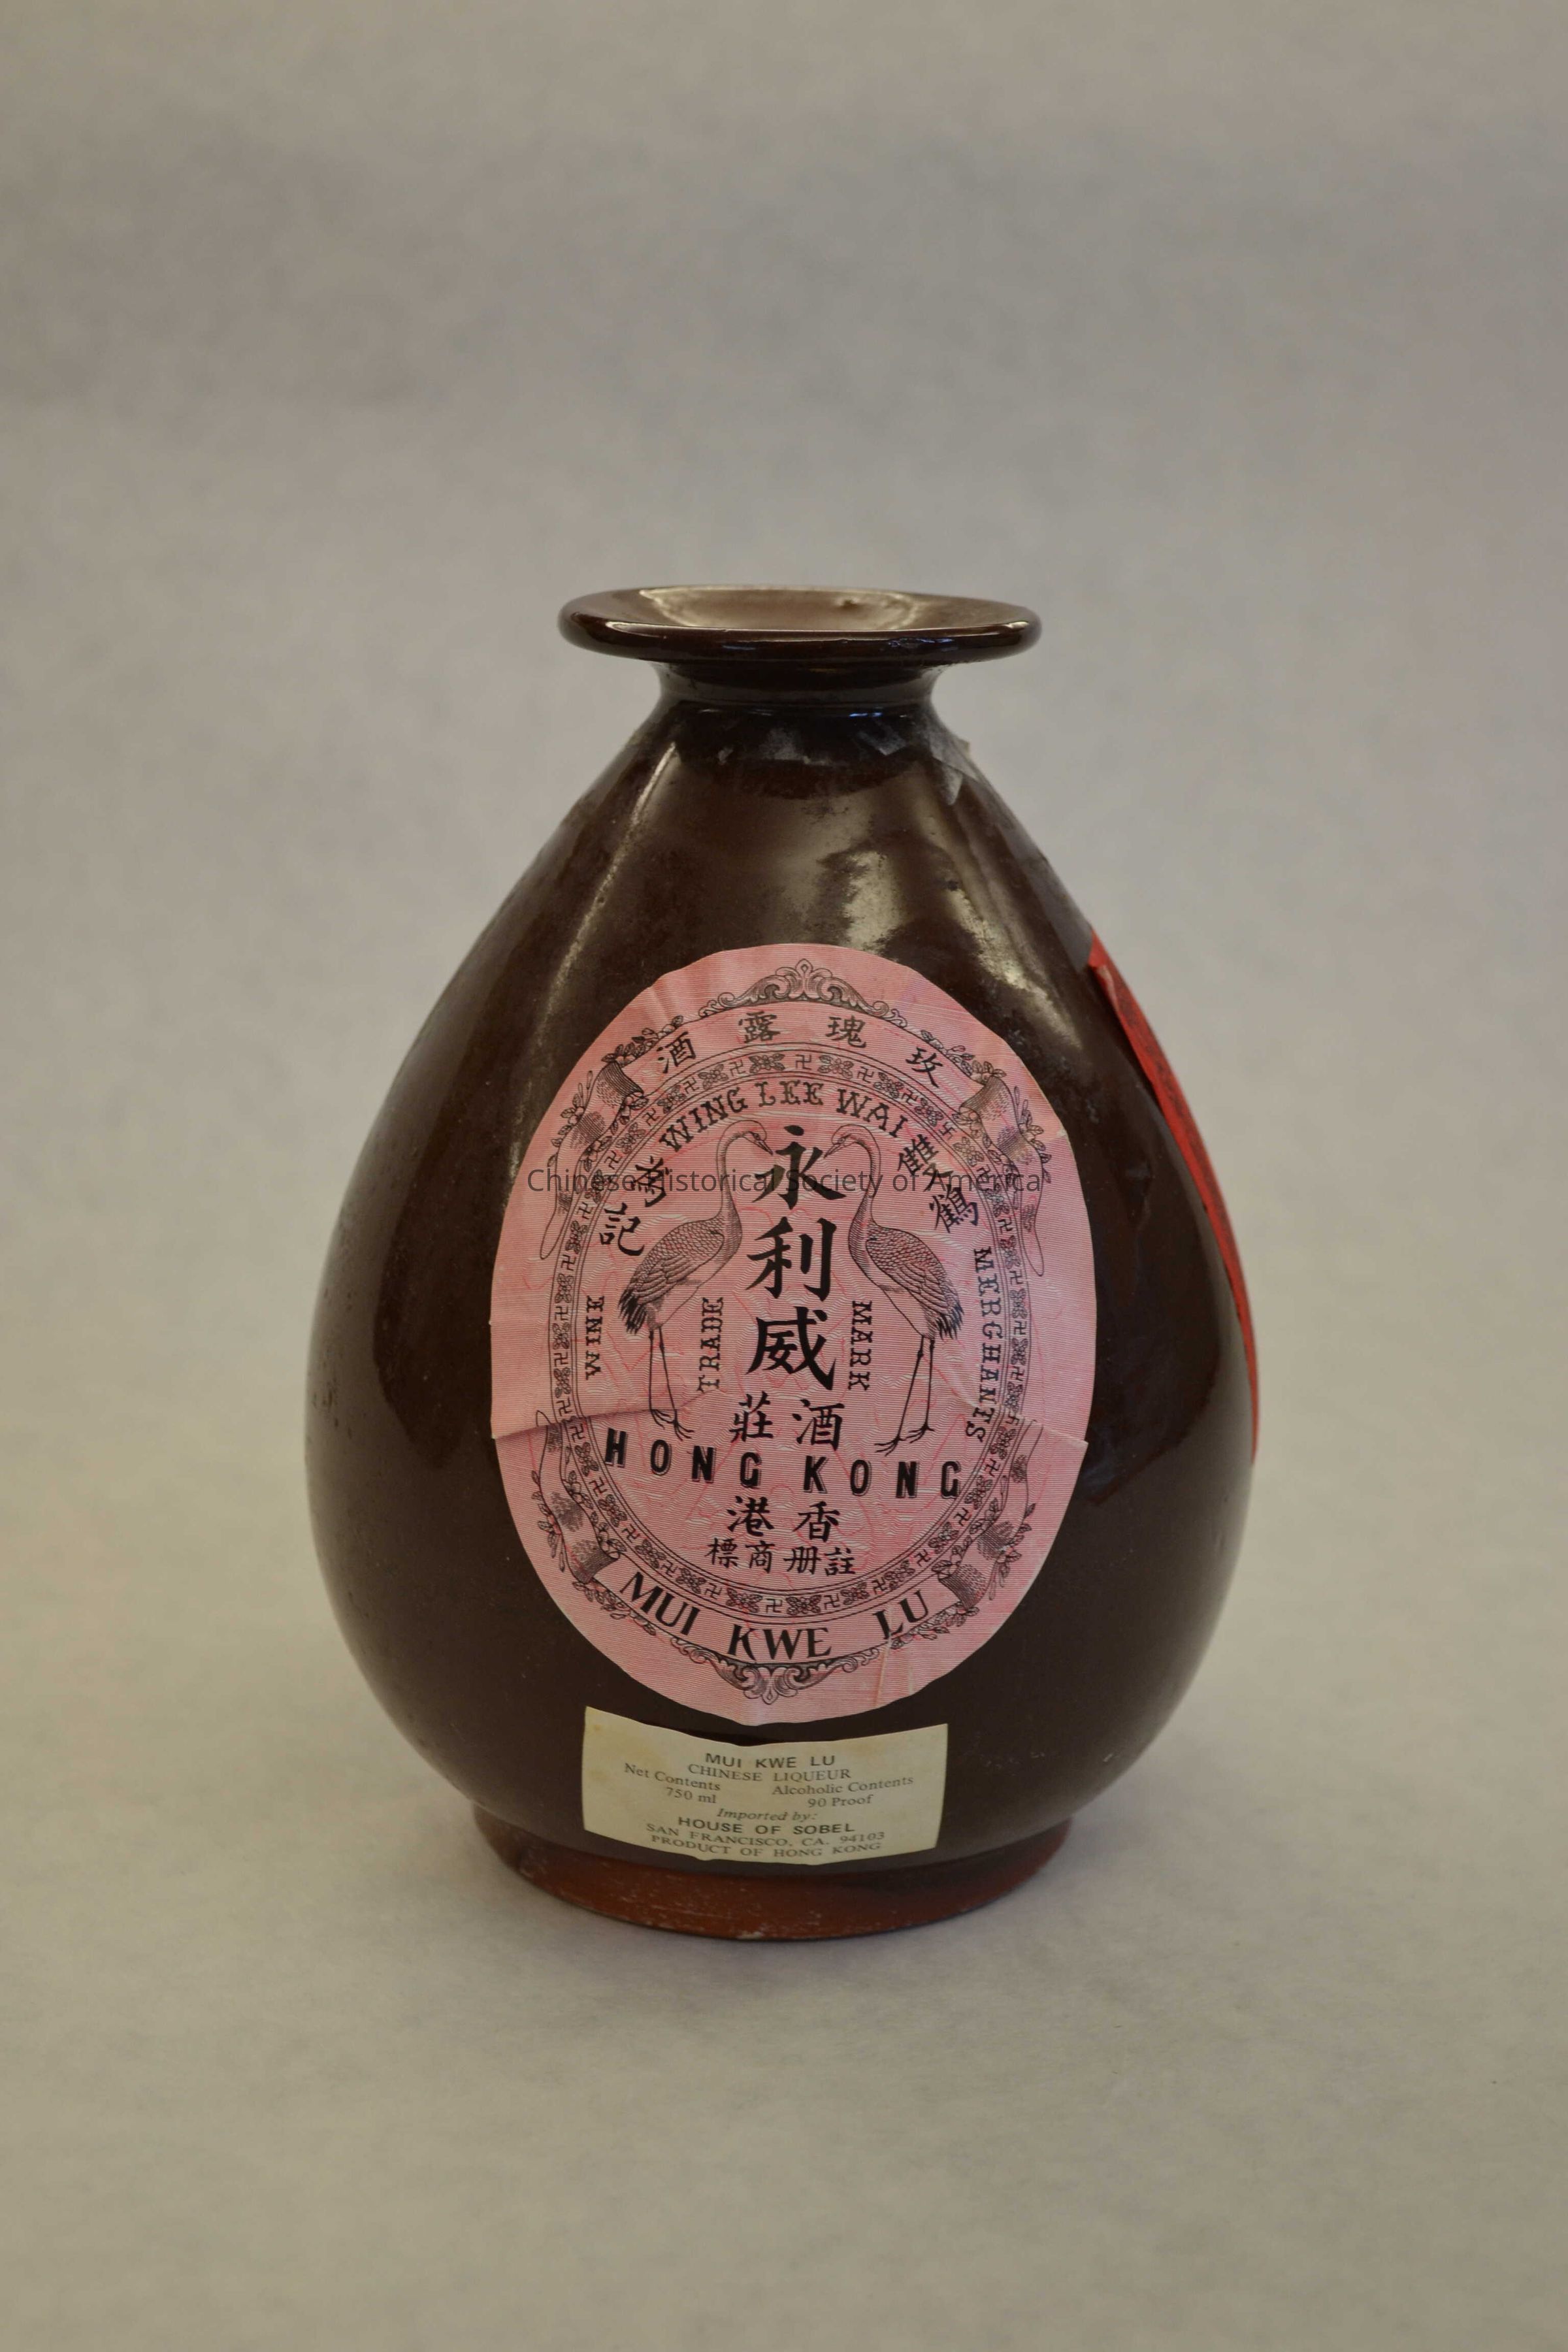 玫瑰露酒
WING LEE WAI
雙鶴
為記
Chinese Historical Society of America
永利威
WINE
TRADE
MARK
MERCHANTS
酒莊
HONG KONG
香港
註册商標
MUI KWE LU
MUI KWE LU
CHINESE LIQUEUR
Net Contents Alcoholic Contents
750 ml 90 Proof
Imported by:
HOUSE OF SOBEL
SAN FRANCISCO, CA. 94103
PRODUCT OF HONG KONG